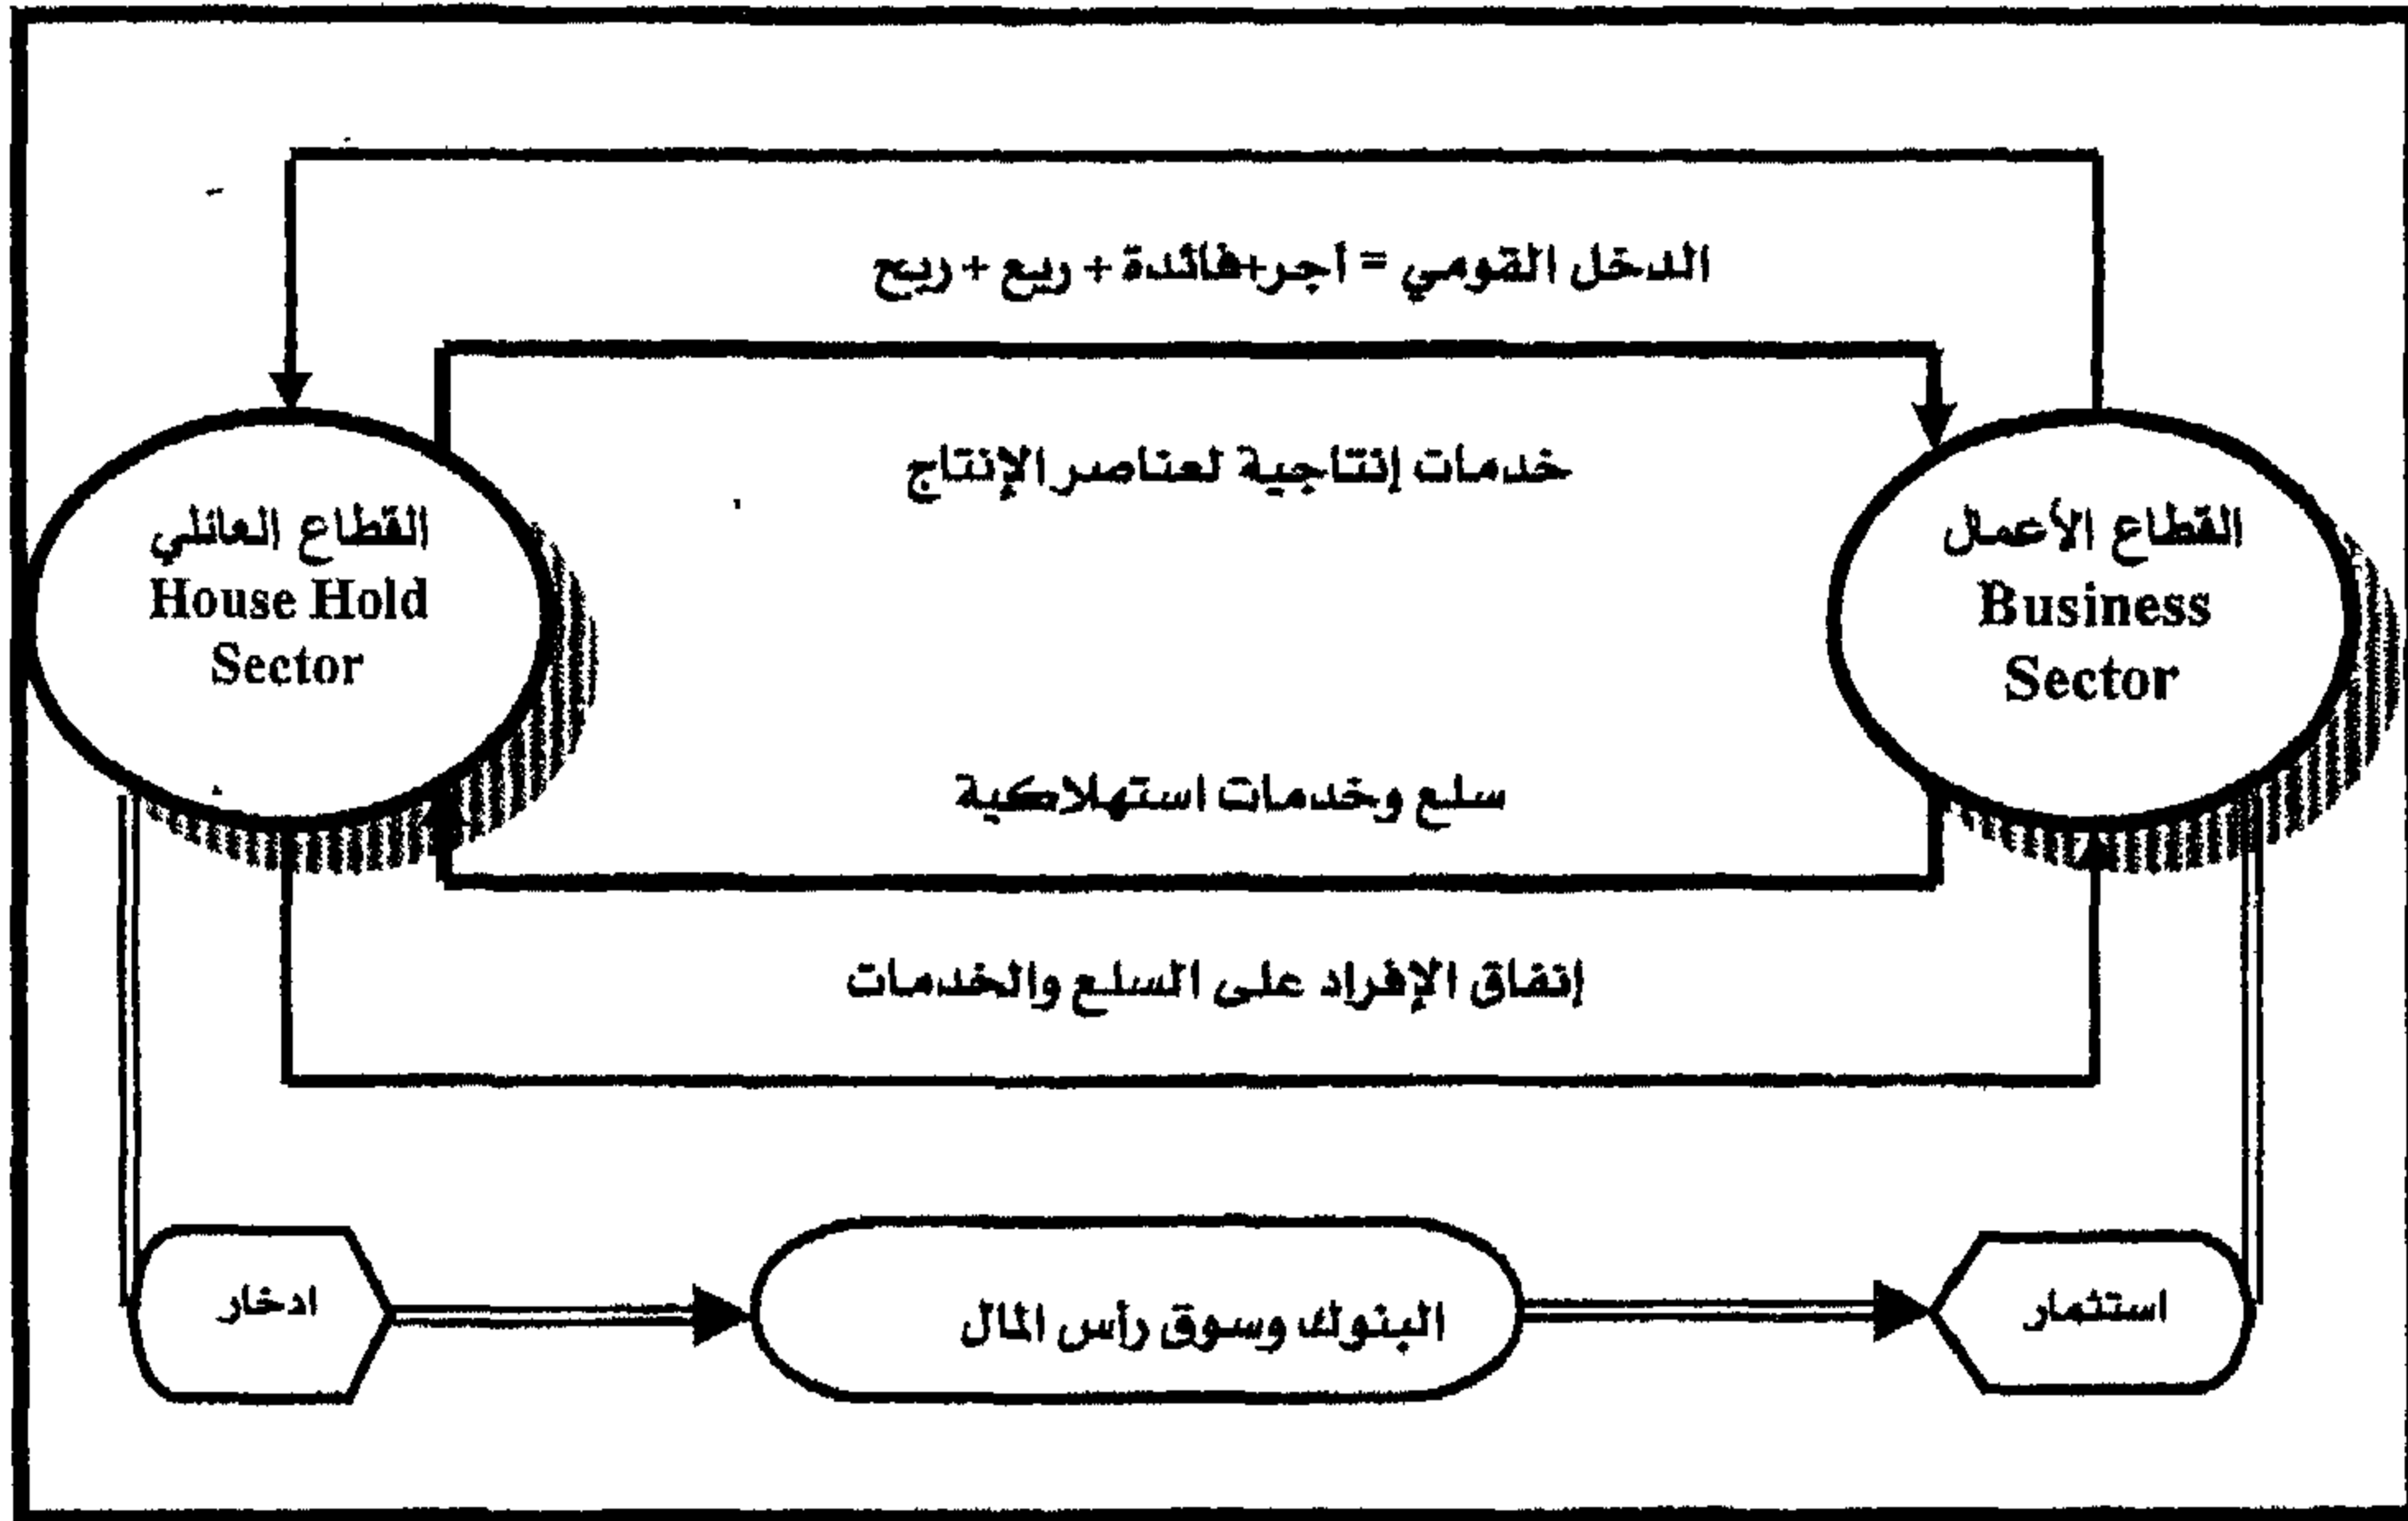 الدخل القومي = أجر+فائدة + ريع + ربح
خدمات إنتاجية لعناصر الإنتاج
القطاع الأعمال
Business
Sector
القطاع العائلي
House Hold
Sector
سلع وخدمات استهلاكية
إنفاق الإفراد على السلع والخدمات
استثمار
البنوك وسوق رأس المال
ادخار